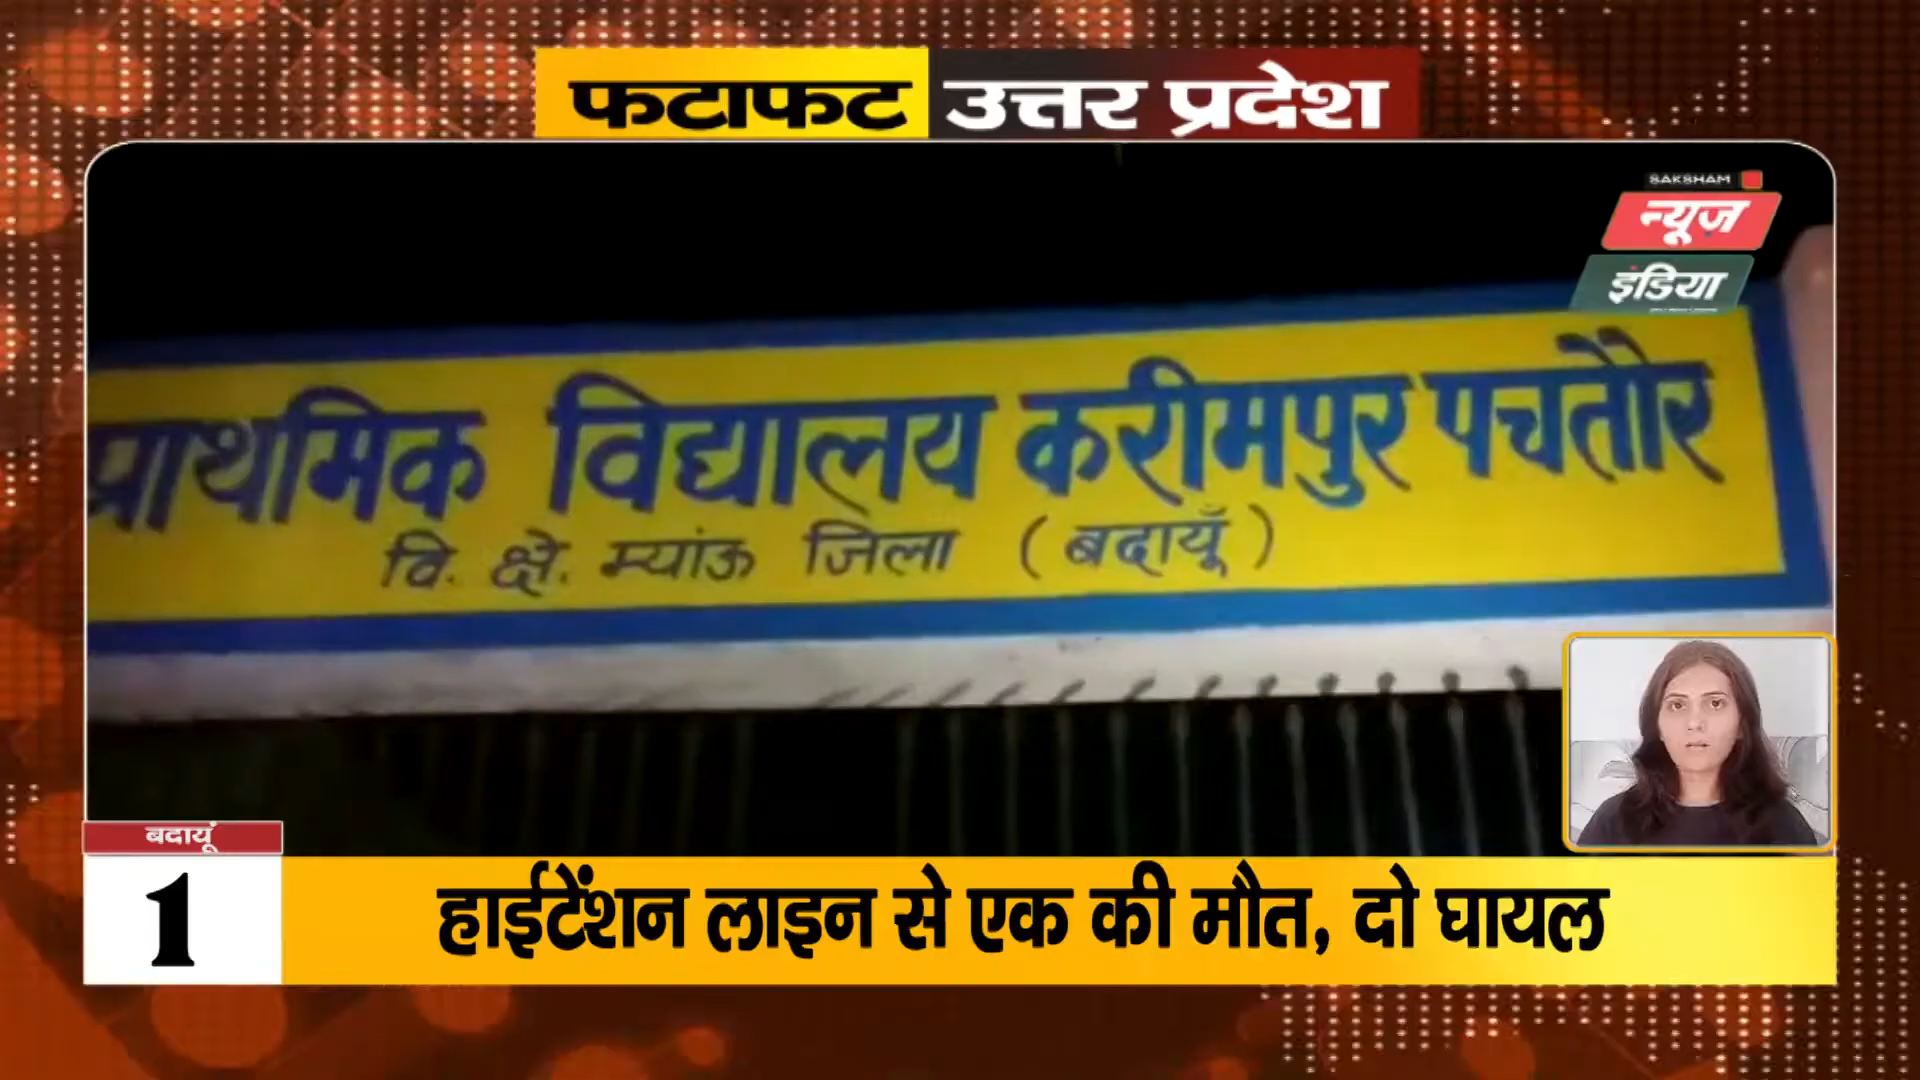 फटाफट उत्तर प्रदेश
SAKSHAM
न्यूज़
इंडिया
प्राथमिक विद्यालय करीमपुर पचतौर
वि. क्षे. म्यांऊ जिला (बदायूँ)
बदायूं
1
हाईटेंशन लाइन से एक की मौत, दो घायल